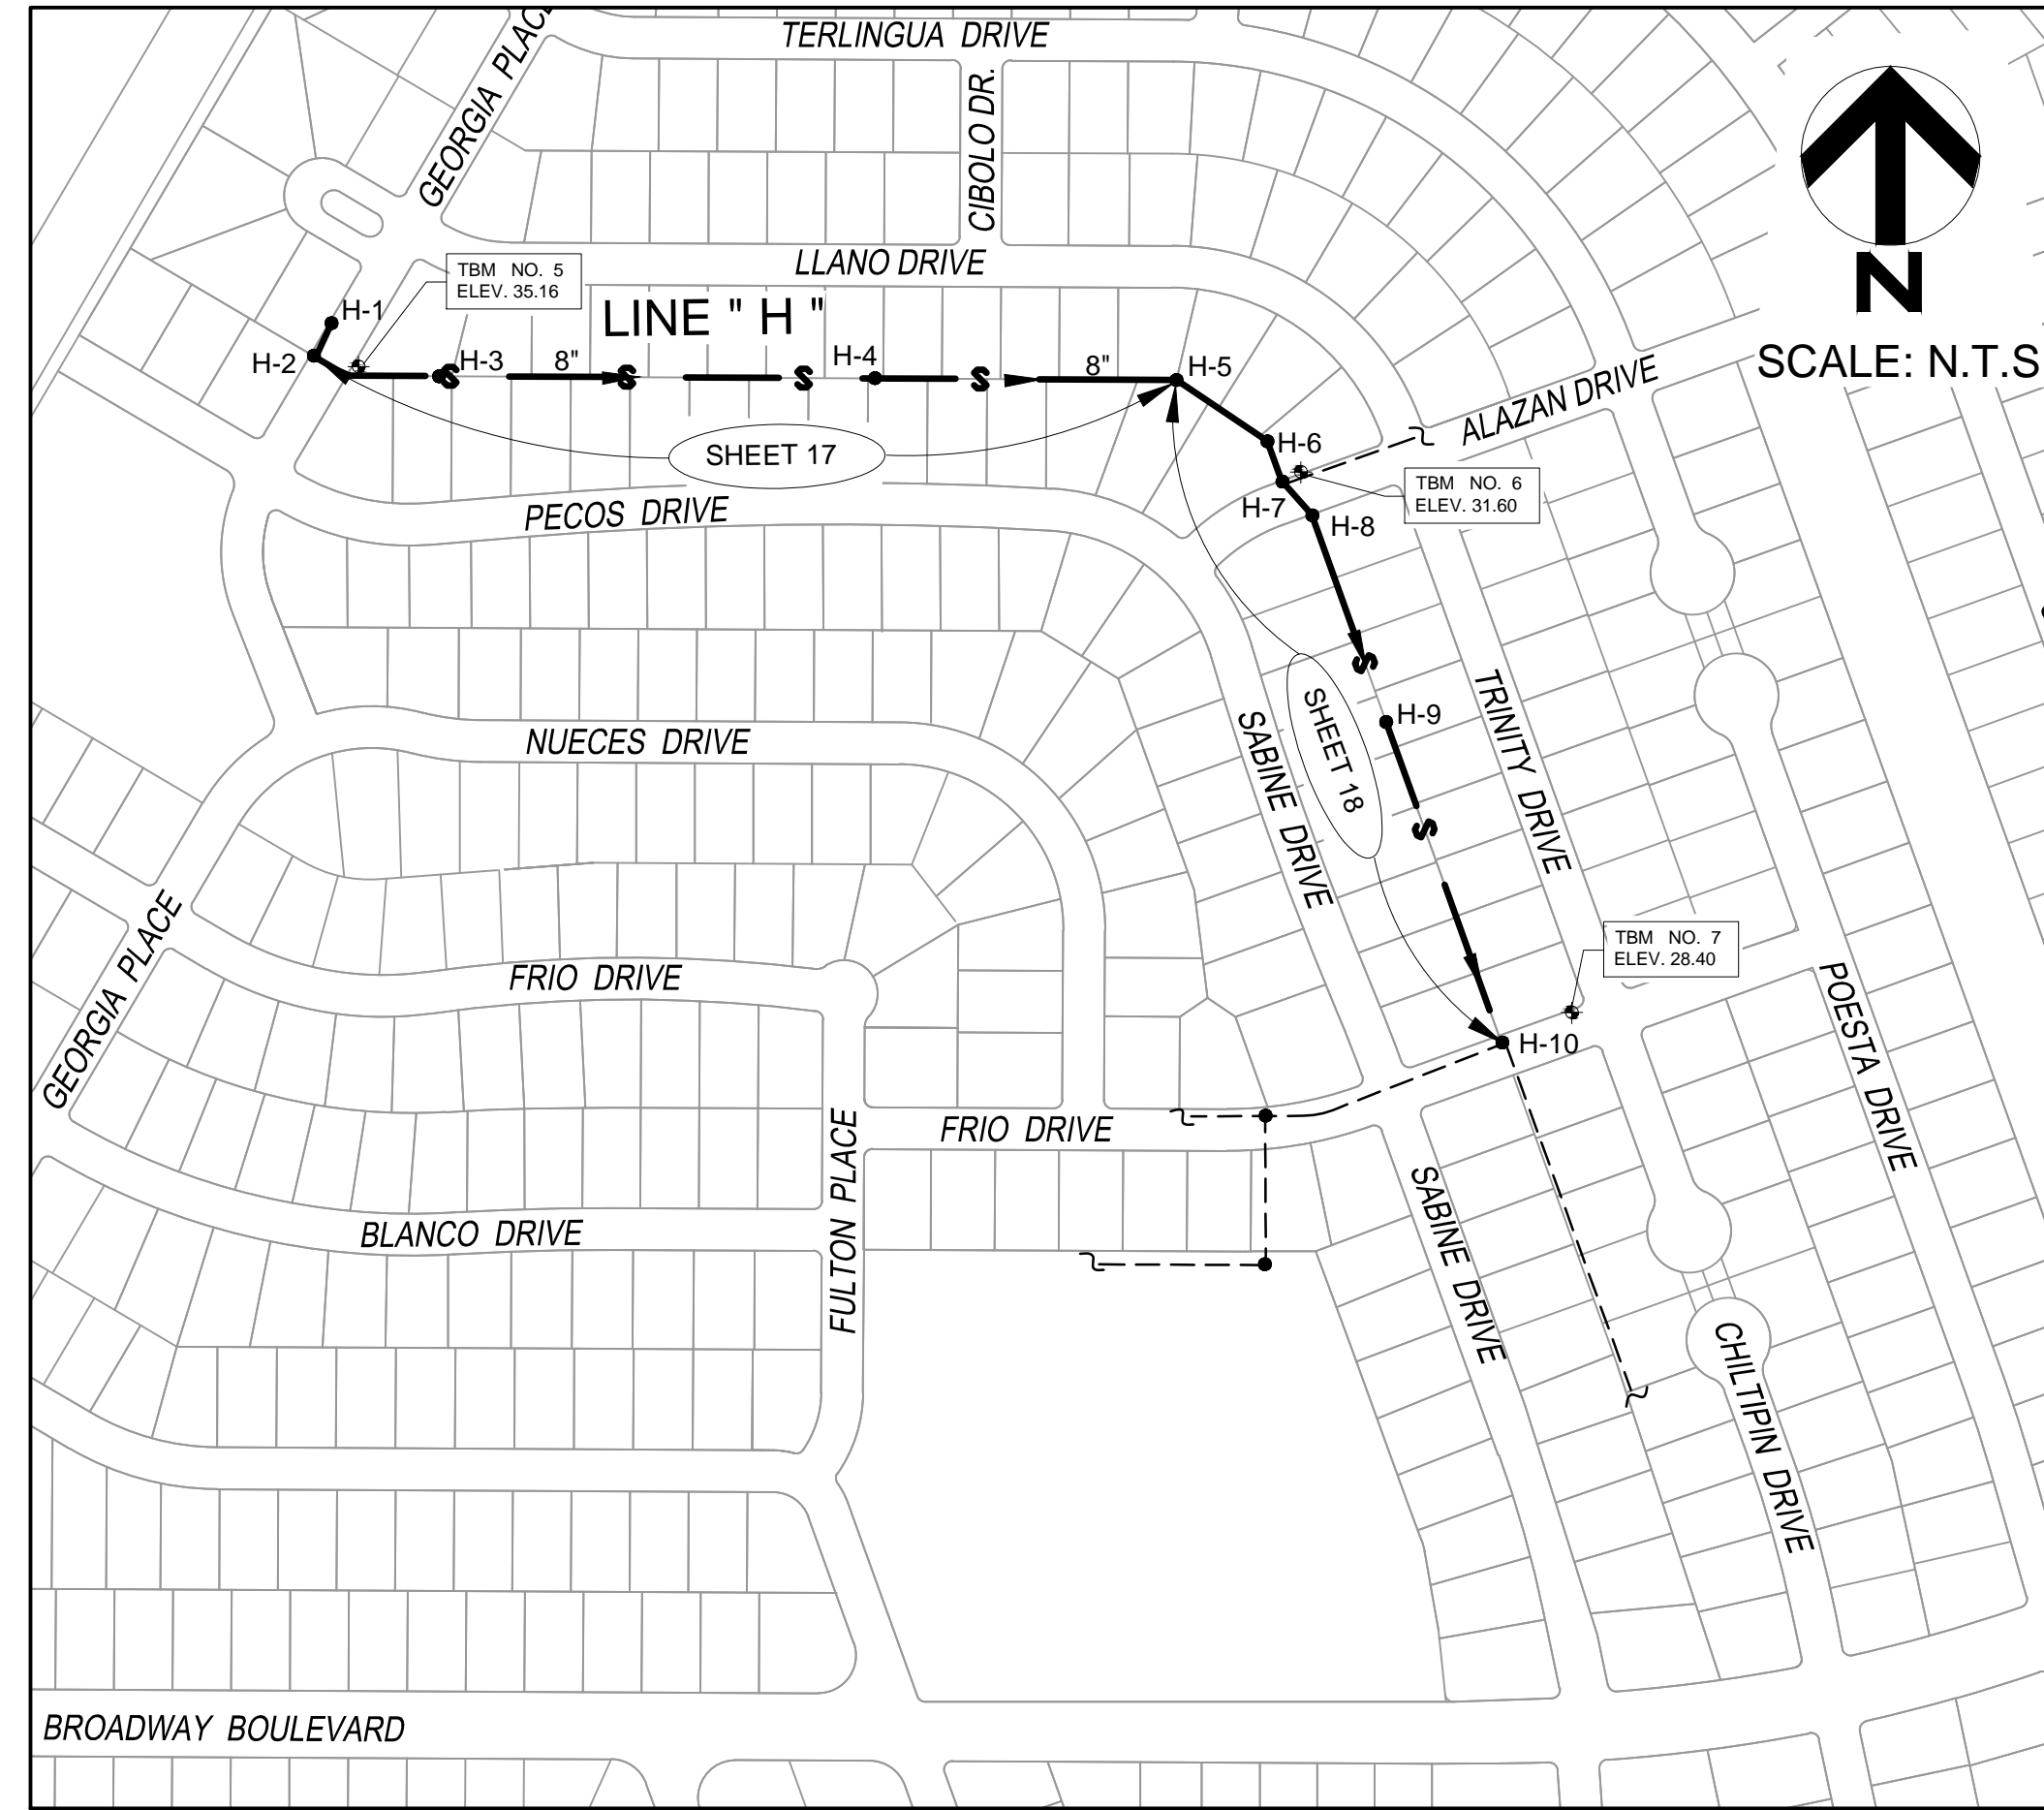 TERLINGUA DRIVE
GEORGIA PLACE
CIBOLO DR.
LLANO DRIVE
N
SCALE: N.T.S
TBM NO. 5
ELEV. 35.16
LINE " H "
H-1
H-2
H-3
8"
S
S
H-4
S
S
8"
H-5
ALAZAN DRIVE
SHEET 17
H-6
TBM NO. 6
ELEV. 31.60
H-7
H-8
PECOS DRIVE
S
H-9
SHEET 18
TRINITY DRIVE
SABINE DRIVE
NUECES DRIVE
S
TBM NO. 7
ELEV. 28.40
GEORGIA PLACE
FRIO DRIVE
POESTA DRIVE
H-10
FULTON PLACE
FRIO DRIVE
BLANCO DRIVE
SABINE DRIVE
CHILTIPIN DRIVE
BROADWAY BOULEVARD